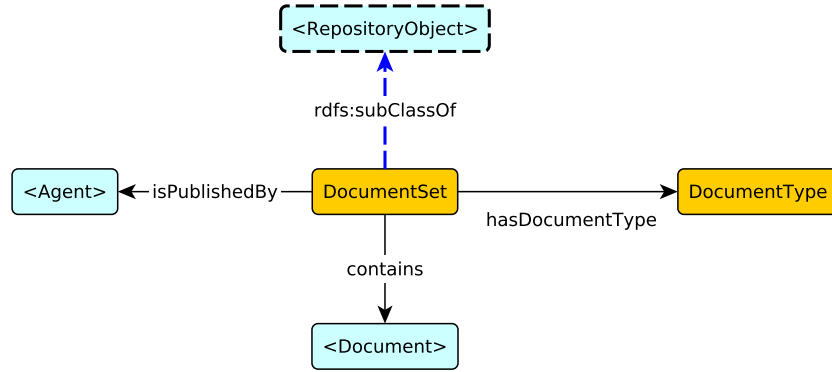 <RepositoryObject>
rdfs:subClassOf
<Agent>
isPublishedBy
DocumentSet
hasDocumentType
DocumentType
contains
<Document>